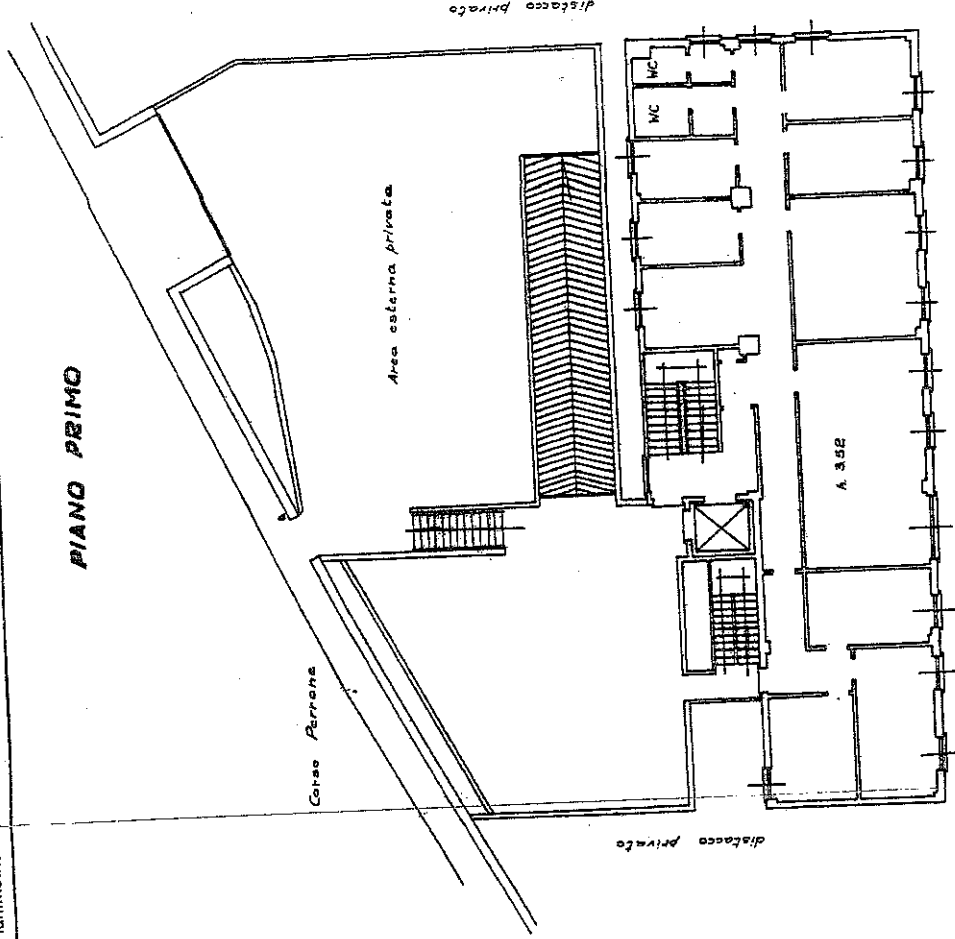 distacco privato
WC
WC
Area esterna privata
PIANO PRIMO
A. 3.52
Corso Perrone
distacco privato